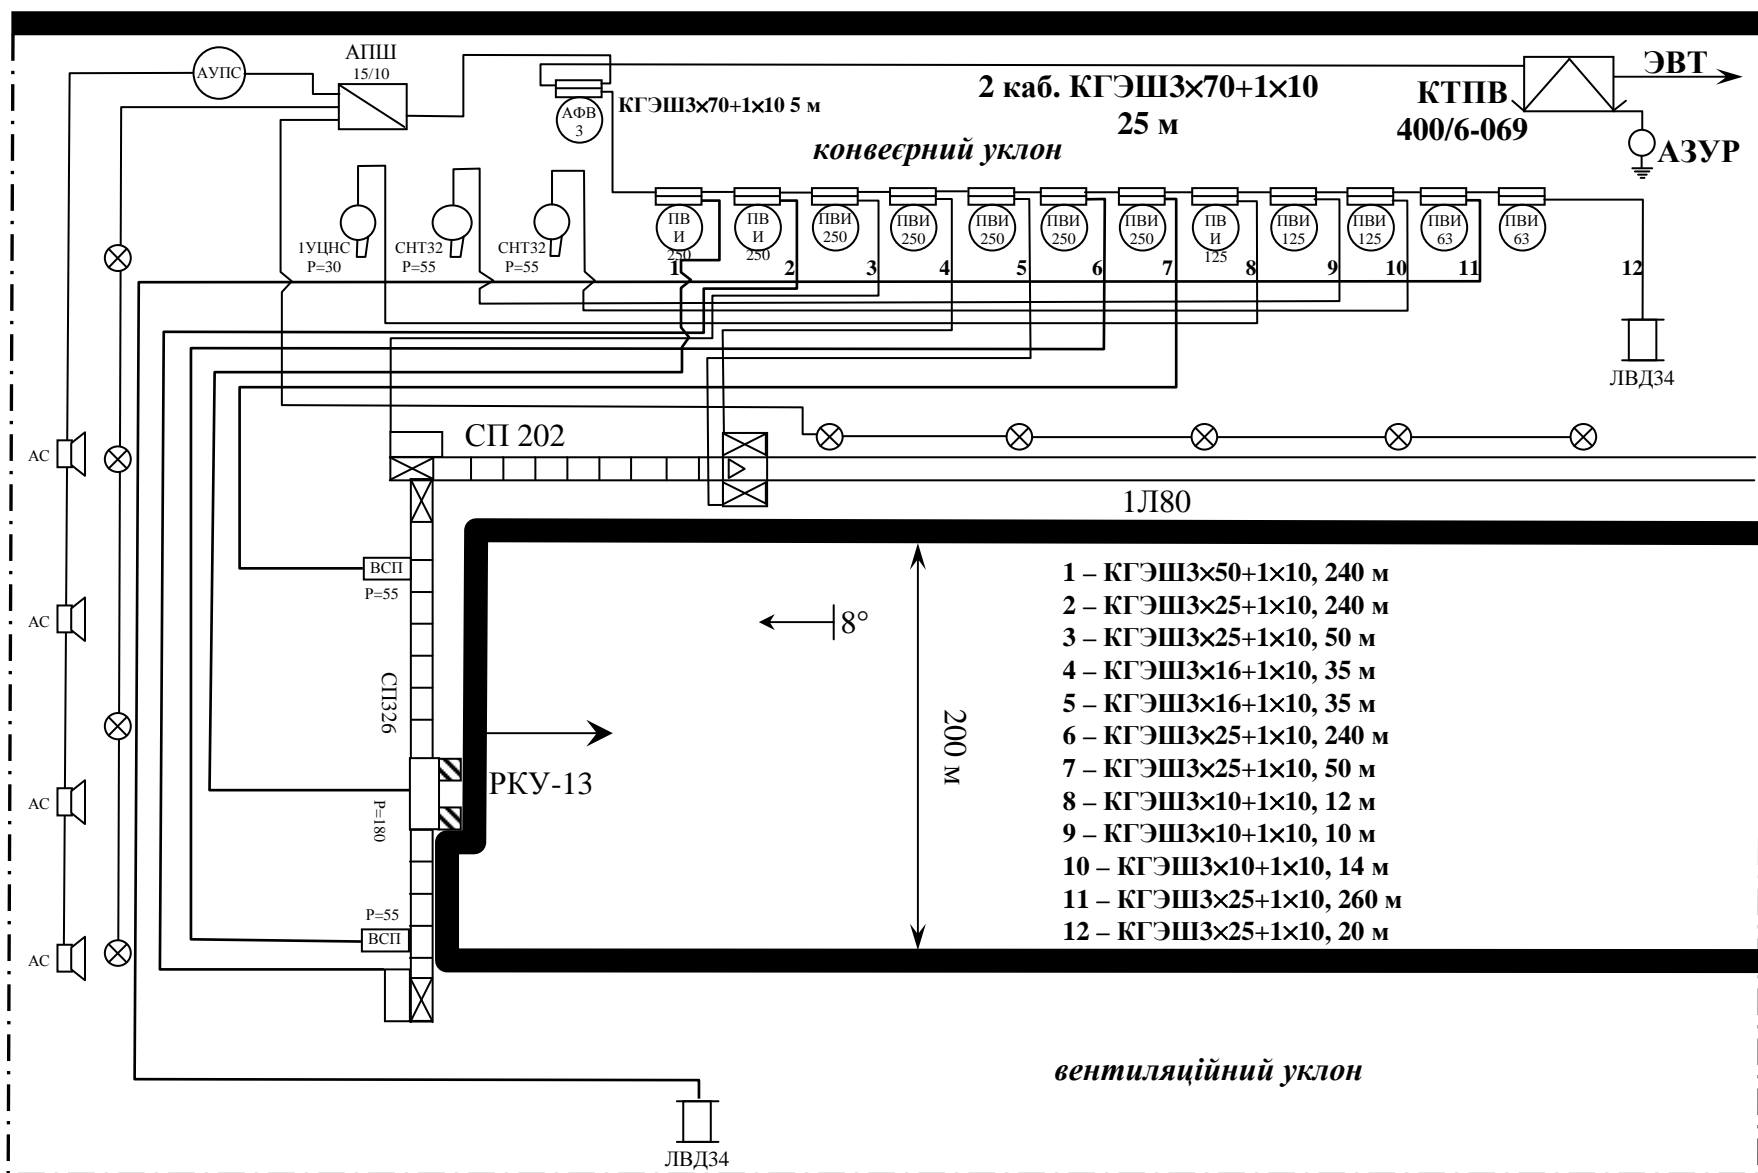 АПШ
15/10
АУПС
АФВ
3
КГЭШ3×70+1×10 5 м
2 каб. КГЭШ3×70+1×10
25 м
КТПВ
400/6-069
ЭВТ
АЗУР
конвеєрний уклон
1УЦНС
Р=30
СНТ32
Р=55
СНТ32
Р=55
ПВ
И
250
ПВ
И
250
ПВИ
250
ПВИ
250
ПВИ
250
ПВИ
250
ПВИ
250
ПВ
И
125
ПВИ
125
ПВИ
125
ПВИ
63
ПВИ
63
1 2 3 4 5 6 7 8 9 10 11 12
ЛВД34
СП 202
1Л80
АС
АС
АС
АС
ВСП
Р=55
СП326
РКУ-13
Р=180
Р=55
ВСП
8°
200 м
1 – КГЭШ3×50+1×10, 240 м
2 – КГЭШ3×25+1×10, 240 м
3 – КГЭШ3×25+1×10, 50 м
4 – КГЭШ3×16+1×10, 35 м
5 – КГЭШ3×16+1×10, 35 м
6 – КГЭШ3×25+1×10, 240 м
7 – КГЭШ3×25+1×10, 50 м
8 – КГЭШ3×10+1×10, 12 м
9 – КГЭШ3×10+1×10, 10 м
10 – КГЭШ3×10+1×10, 14 м
11 – КГЭШ3×25+1×10, 260 м
12 – КГЭШ3×25+1×10, 20 м
вентиляційний уклон
ЛВД34